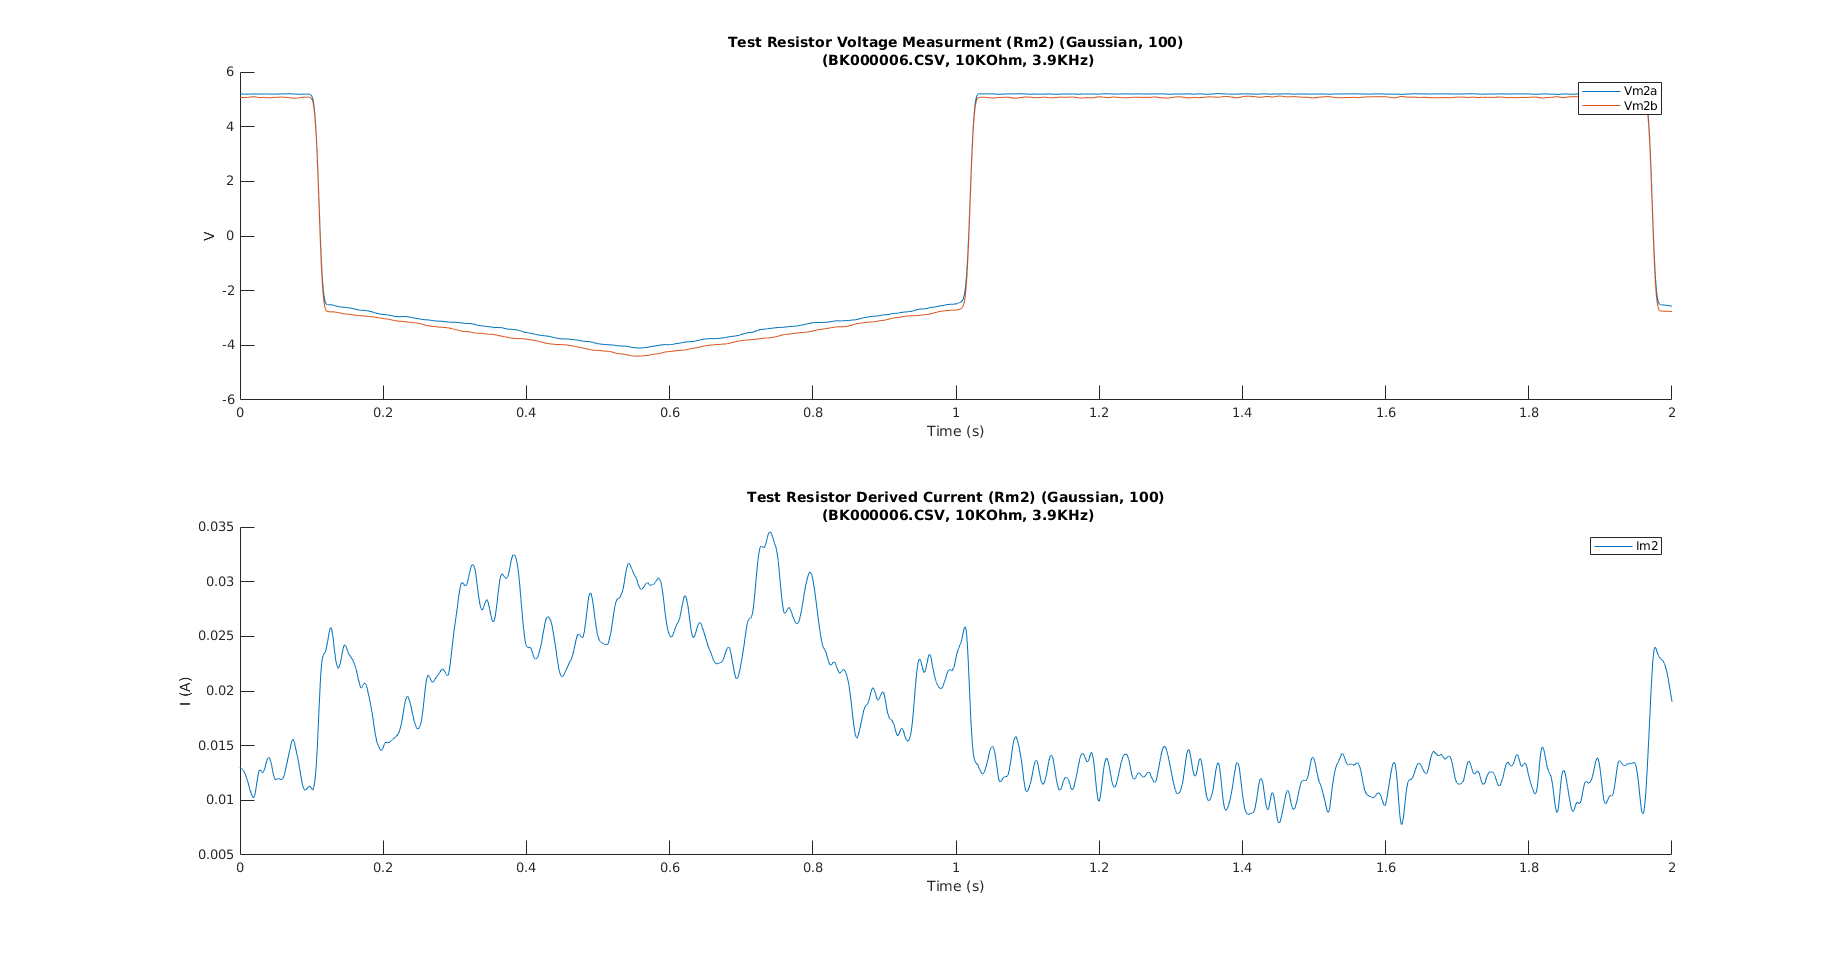 Test Resistor Voltage Measurment (Rm2) (Gaussian, 100)
(BK000006.CSV, 10KOhm, 3.9KHz)
6
4
2
0
-2
-4
-6
V
Vm2a
Vm2b
0 0.2 0.4 0.6 0.8 1 1.2 1.4 1.6 1.8 2
Time (s)
Test Resistor Derived Current (Rm2) (Gaussian, 100)
(BK000006.CSV, 10KOhm, 3.9KHz)
0.035
0.03
0.025
0.02
0.015
0.01
0.005
I (A)
Im2
0 0.2 0.4 0.6 0.8 1 1.2 1.4 1.6 1.8 2
Time (s)